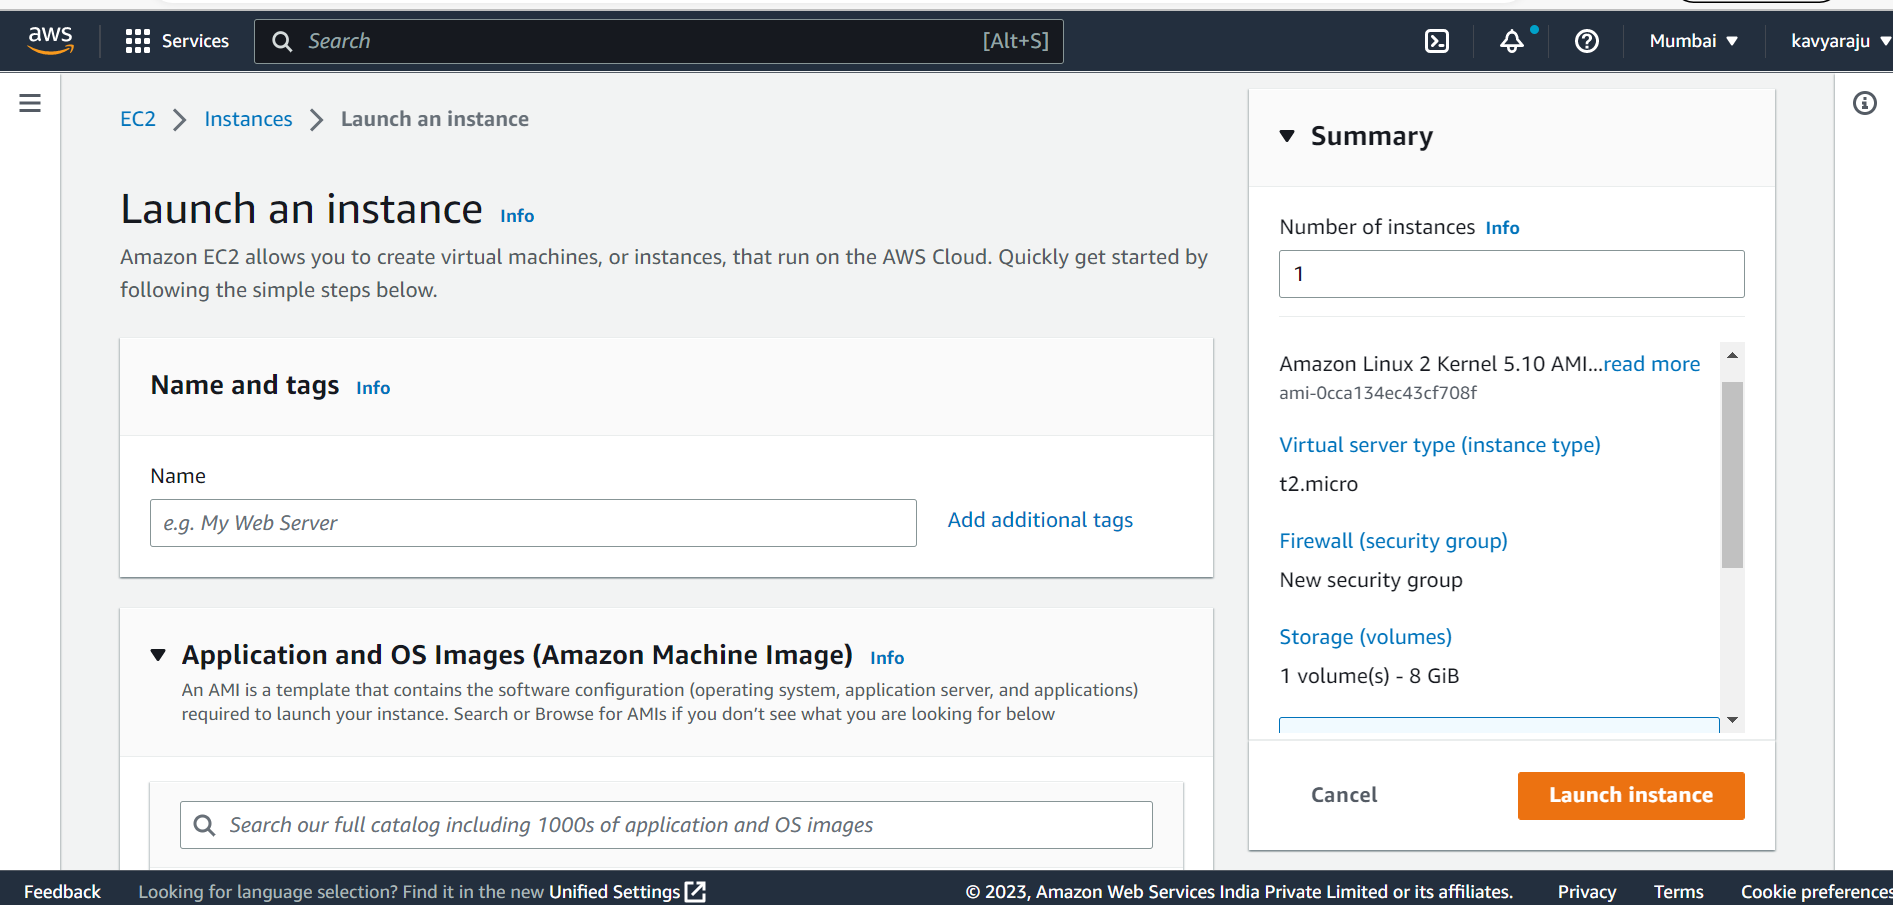 aws Services Search [Alt+S] Mumbai kavyaraju
EC2 Instances Launch an instance
Launch an instance Info
Amazon EC2 allows you to create virtual machines, or instances, that run on the AWS Cloud. Quickly get started by
following the simple steps below.
Name and tags Info
Name
e.g. My Web Server
Add additional tags
Application and OS Images (Amazon Machine Image) Info
An AMI is a template that contains the software configuration (operating system, application server, and applications)
required to launch your instance. Search or Browse for AMIs if you don’t see what you are looking for below
Search our full catalog including 1000s of application and OS images
Summary
Number of instances Info
1
Amazon Linux 2 Kernel 5.10 AMI...read more
ami-0cca134ec43cf708f
Virtual server type (instance type)
t2.micro
Firewall (security group)
New security group
Storage (volumes)
1 volume(s) - 8 GiB
Cancel
Launch instance
Feedback Looking for language selection? Find it in the new Unified Settings © 2023, Amazon Web Services India Private Limited or its affiliates. Privacy Terms Cookie preferences